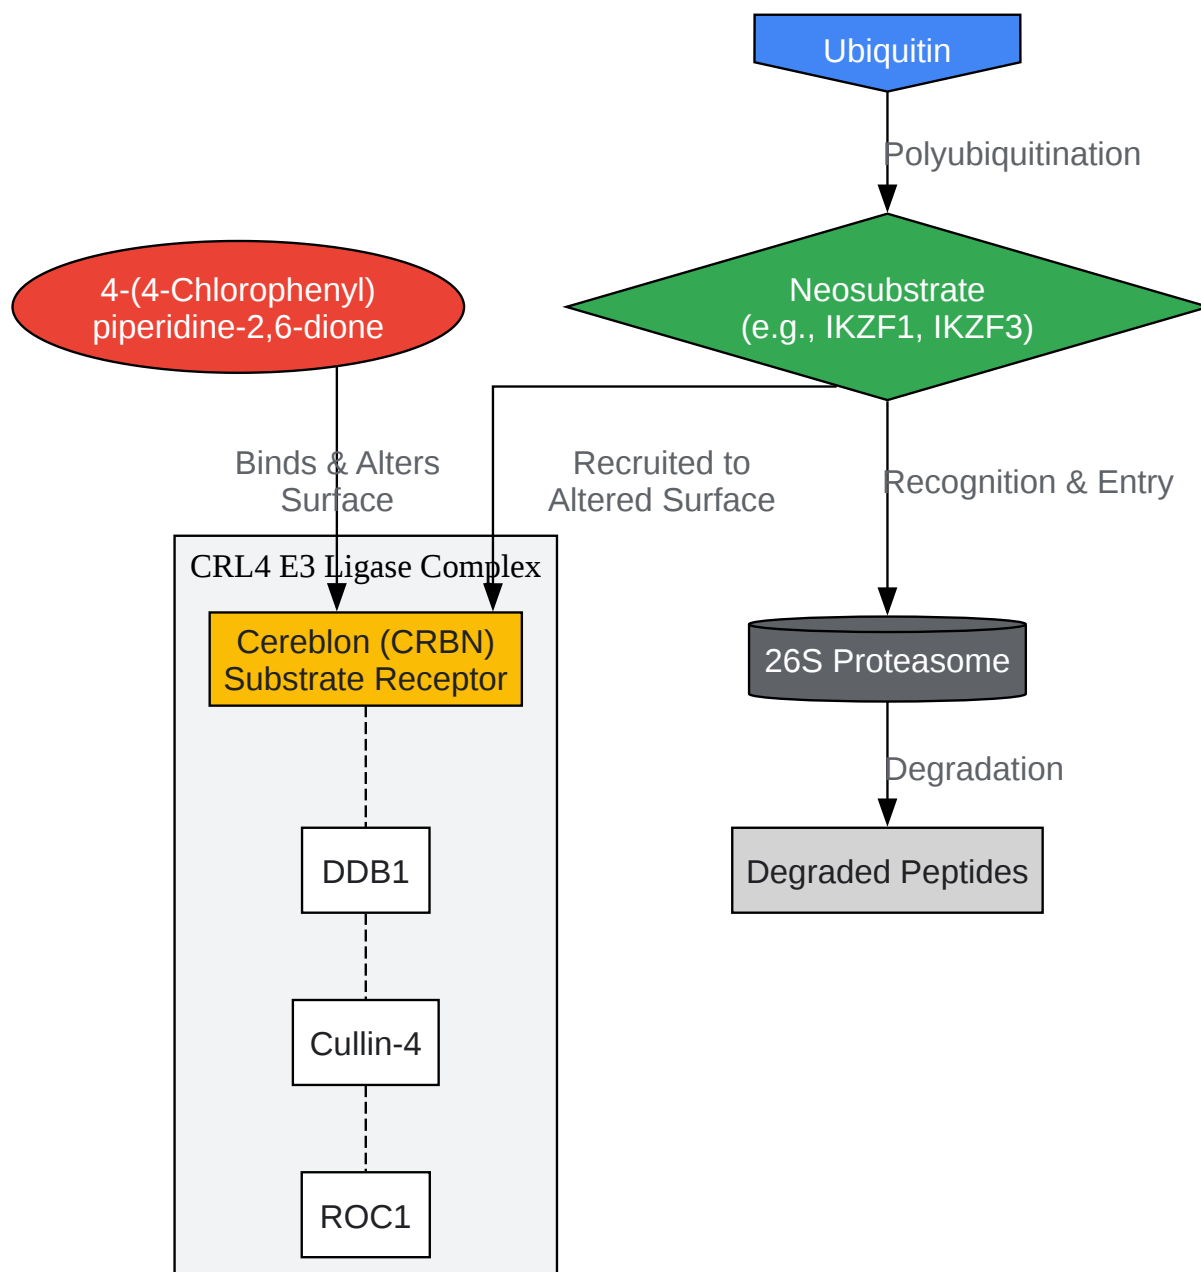 Ubiquitin
Polyubiquitination
4-(4-Chlorophenyl)
piperidine-2,6-dione
Neosubstrate
(e.g., IKZF1, IKZF3)
Binds & Alters
Surface
Recruited to
Altered Surface
Recognition & Entry
CRL4 E3 Ligase Complex
Cereblon (CRBN)
Substrate Receptor
26S Proteasome
Degradation
DDB1
Degraded Peptides
Cullin-4
ROC1